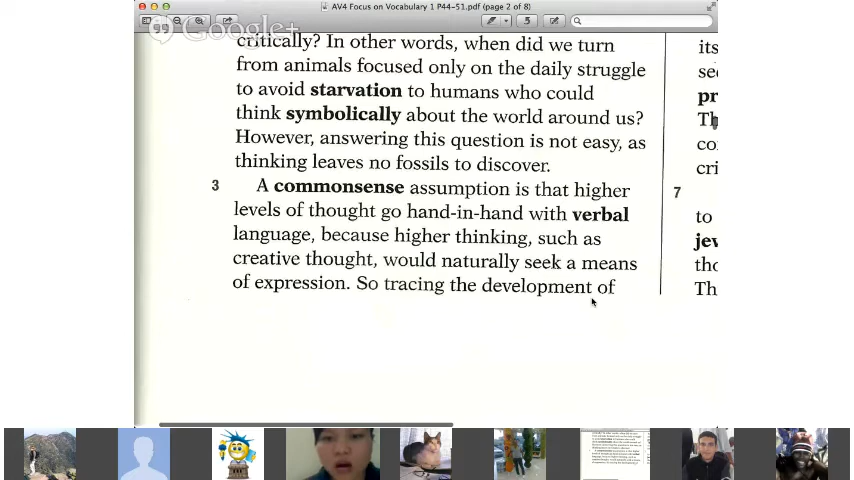 AV4 Focus on Vocabulary 1 P44-51.pdf (page 2 of 8)
Google+
critically? In other words, when did we turn
from animals focused only on the daily struggle
to avoid starvation to humans who could
think symbolically about the world around us?
However, answering this question is not easy, as
thinking leaves no fossils to discover.
3 A commonsense assumption is that higher
levels of thought go hand-in-hand with verbal
language, because higher thinking, such as
creative thought, would naturally seek a means
of expression. So tracing the development of
its
se
pr
Th
co
cri
7
to
jev
tho
Th